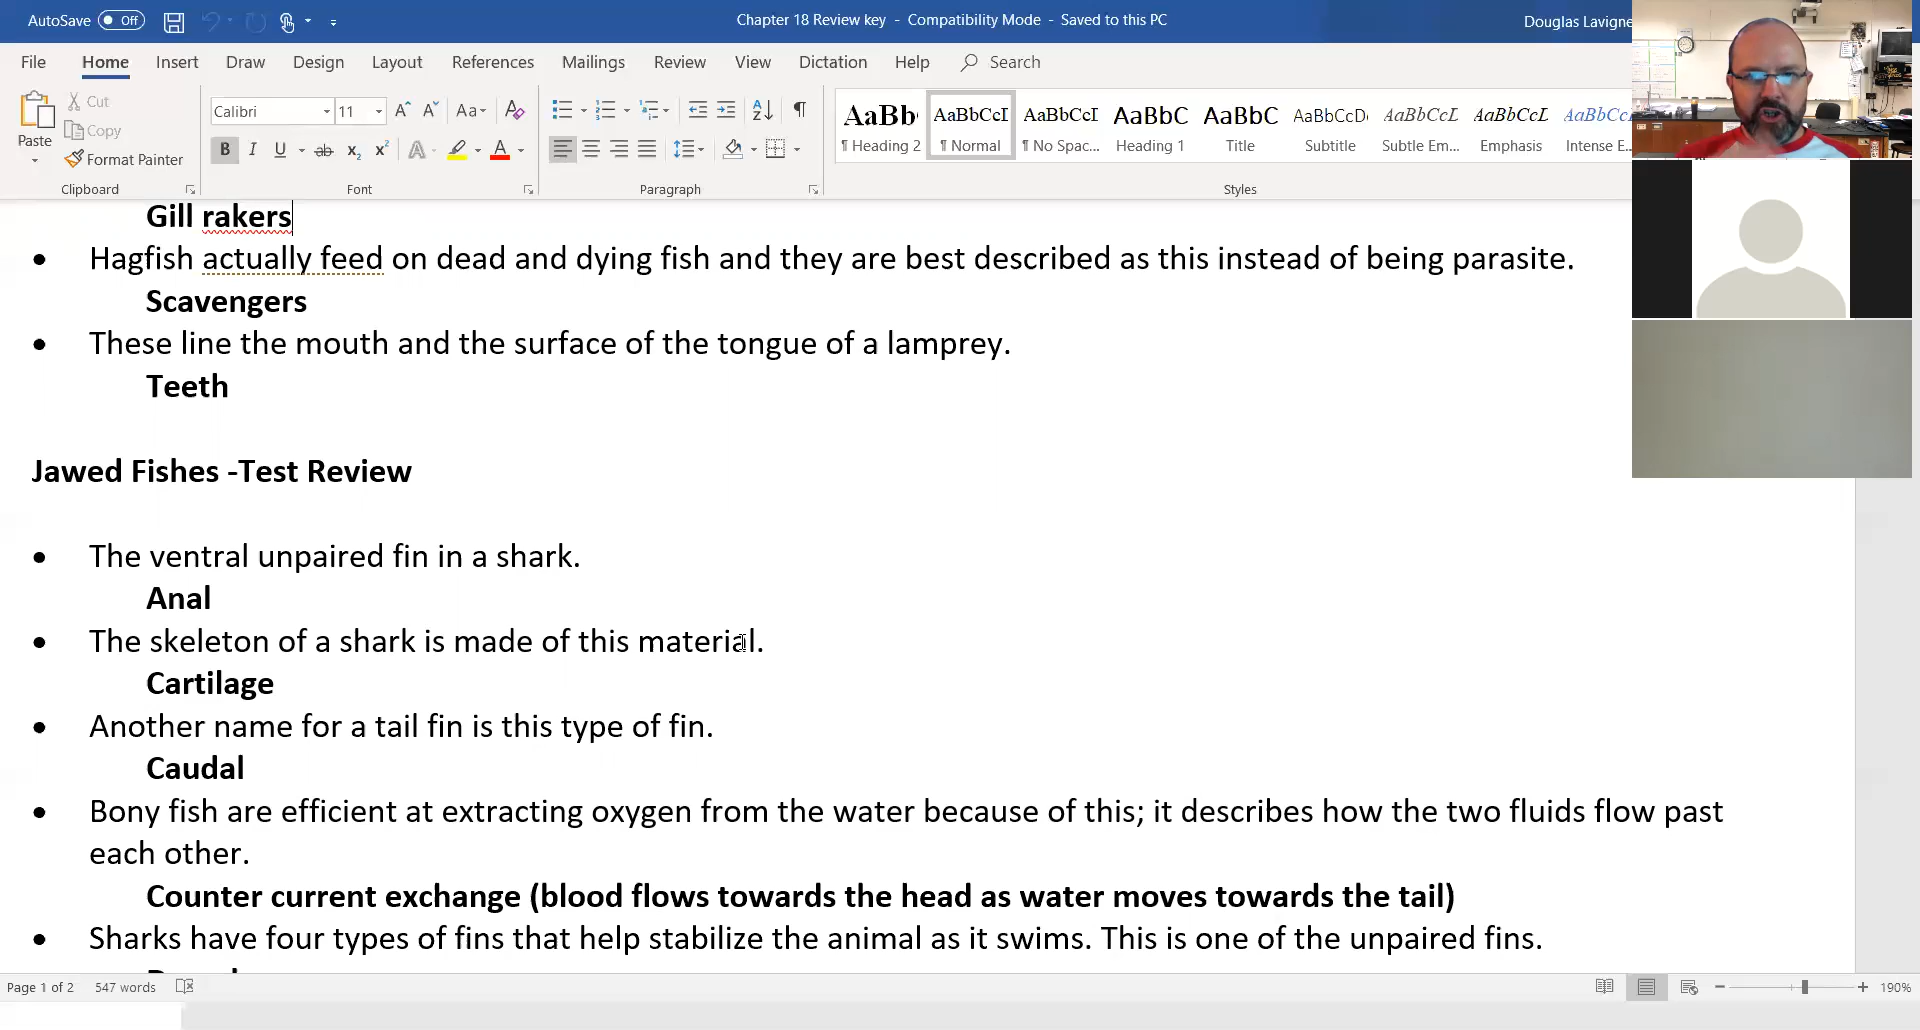 AutoSave Off
Chapter 18 Review key - Compatibility Mode - Saved to this PC
Douglas Lavigne
File Home Insert Draw Design Layout References Mailings Review View Dictation Help Search
Paste
Cut
Copy
Format Painter
Clipboard
Calibri 11
Font
Paragraph
AaBb AaBbCcI AaBbCcI AaBbC AaBbC AaBbCcD AaBbCcL AaBbCcL AaBbCc
¶ Heading 2 ¶ Normal ¶ No Spac... Heading 1 Title Subtitle Subtle Em... Emphasis Intense E...
Styles
Gill rakers
• Hagfish actually feed on dead and dying fish and they are best described as this instead of being parasite.
Scavengers
• These line the mouth and the surface of the tongue of a lamprey.
Teeth
Jawed Fishes -Test Review
• The ventral unpaired fin in a shark.
Anal
• The skeleton of a shark is made of this material.
Cartilage
• Another name for a tail fin is this type of fin.
Caudal
• Bony fish are efficient at extracting oxygen from the water because of this; it describes how the two fluids flow past
each other.
Counter current exchange (blood flows towards the head as water moves towards the tail)
• Sharks have four types of fins that help stabilize the animal as it swims. This is one of the unpaired fins.
Page 1 of 2 547 words
190%